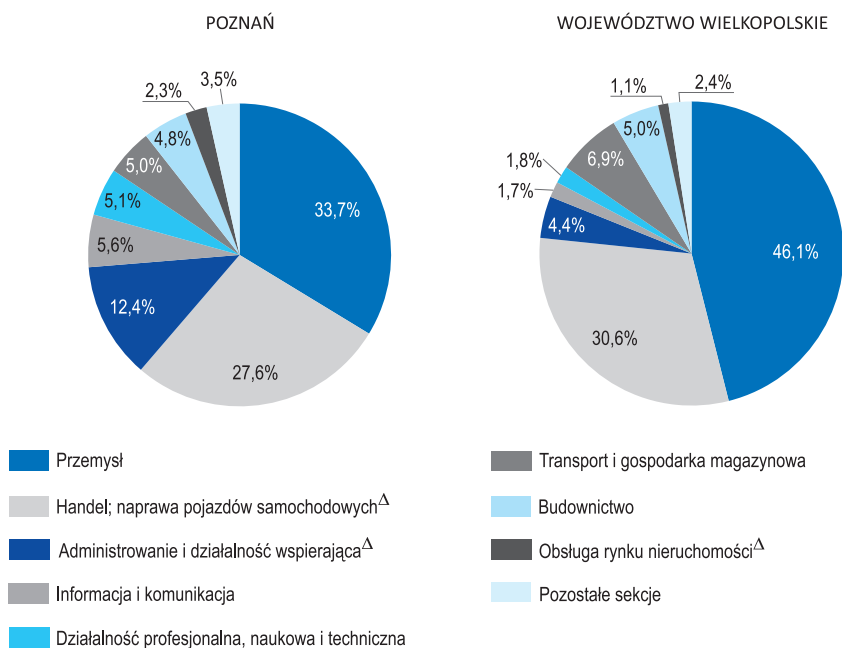 POZNAŃ
3,5%
2,3%
4,8%
5,0%
5,1%
5,6%
12,4%
27,6%
33,7%
WOJEWÓDZTWO WIELKOPOLSKIE
2,4%
1,1%
5,0%
6,9%
1,8%
1,7%
4,4%
30,6%
46,1%
Przemysł
Handel; naprawa pojazdów samochodowych^Δ
Administrowanie i działalność wspierająca^Δ
Informacja i komunikacja
Działalność profesjonalna, naukowa i techniczna
Transport i gospodarka magazynowa
Budownictwo
Obsługa rynku nieruchomości^Δ
Pozostałe sekcje